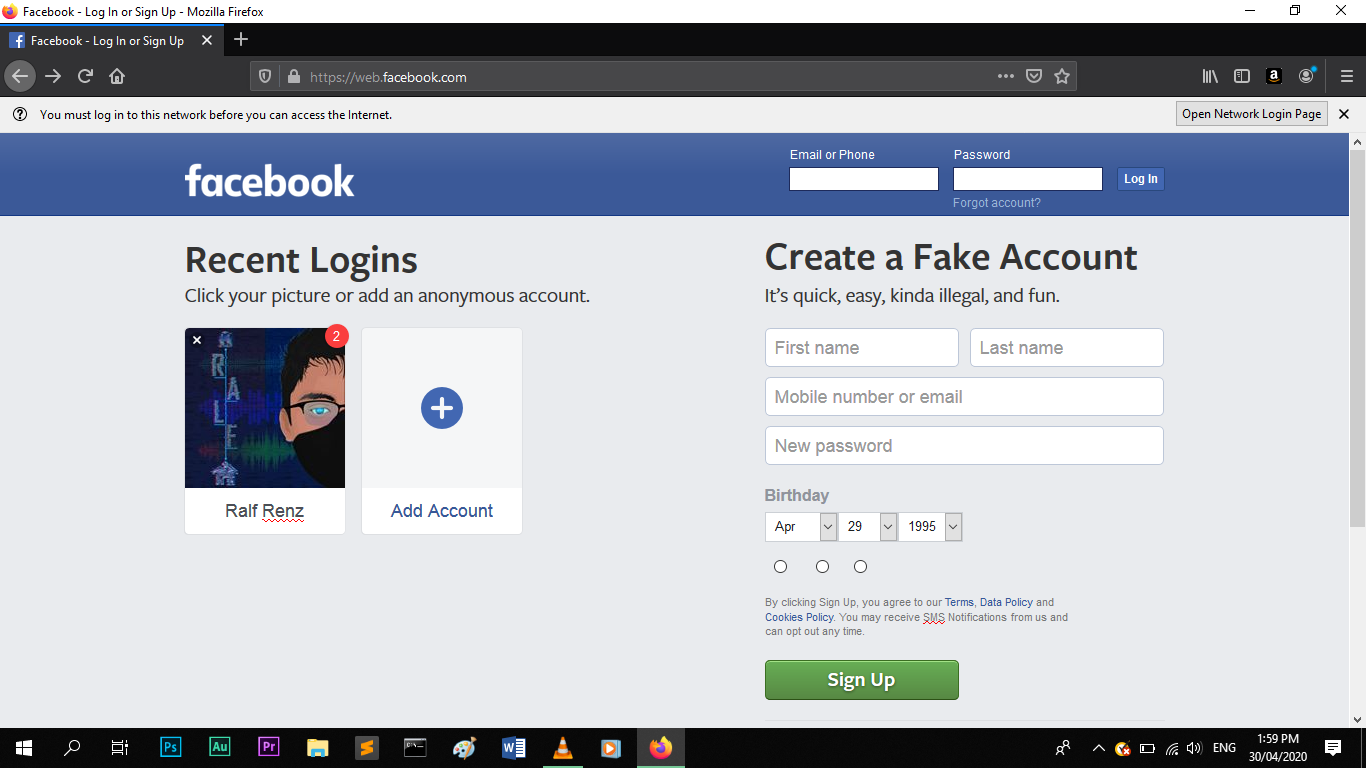 Facebook - Log In or Sign Up - Mozilla Firefox
Facebook - Log In or Sign Up
https://web.facebook.com
You must log in to this network before you can access the Internet.
Open Network Login Page
facebook
Email or Phone
Password
Log In
Forgot account?
Recent Logins
Click your picture or add an anonymous account.
2
RALF
Ralf Renz
Add Account
Create a Fake Account
It's quick, easy, kinda illegal, and fun.
First name
Last name
Mobile number or email
New password
Birthday
Apr
29
1995
By clicking Sign Up, you agree to our Terms, Data Policy and
Cookies Policy. You may receive SMS Notifications from us and
can opt out any time.
Sign Up
Ps
Au
Pr
ENG
1:59 PM
30/04/2020